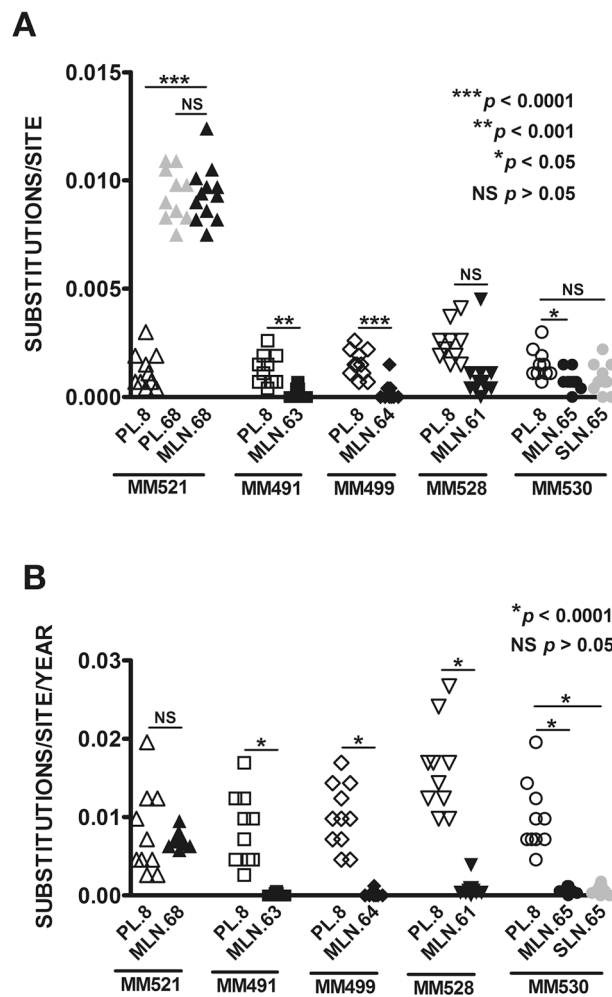 A
SUBSTITUTIONS/SITE
0.015
0.010
0.005
0.000
***
NS
**
***
NS
NS
*
***p < 0.0001
**p < 0.001
*p < 0.05
NS p > 0.05
PL.8 PL.68 MLN.68 PL.8 MLN.63 PL.8 MLN.64 PL.8 MLN.61 PL.8 MLN.65 SLN.65
MM521 MM491 MM499 MM528 MM530
B
SUBSTITUTIONS/SITE/YEAR
0.03
0.02
0.01
0.00
NS
*
*
*
*
*
*p < 0.0001
NS p > 0.05
PL.8 MLN.68 PL.8 MLN.63 PL.8 MLN.64 PL.8 MLN.61 PL.8 MLN.65 SLN.65
MM521 MM491 MM499 MM528 MM530